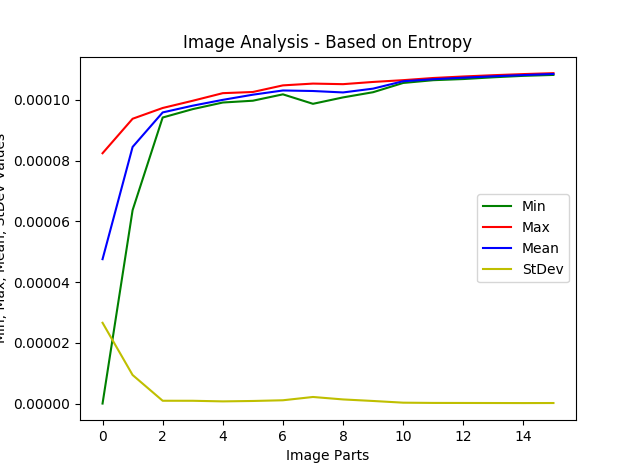 Image Analysis - Based on Entropy
Min, Max, Mean, StDev Values
0.00010
0.00008
0.00006
0.00004
0.00002
0.00000
Min
Max
Mean
StDev
0 2 4 6 8 10 12 14
Image Parts